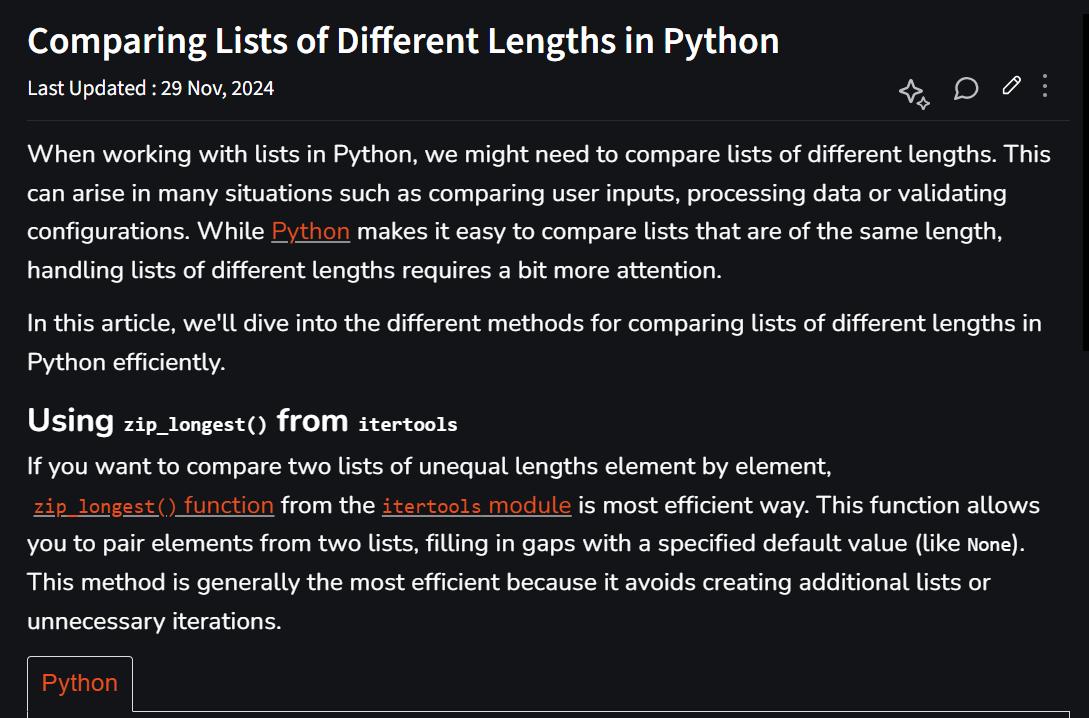 Comparing Lists of Different Lengths in Python
Last Updated : 29 Nov, 2024
When working with lists in Python, we might need to compare lists of different lengths. This
can arise in many situations such as comparing user inputs, processing data or validating
configurations. While Python makes it easy to compare lists that are of the same length,
handling lists of different lengths requires a bit more attention.
In this article, we'll dive into the different methods for comparing lists of different lengths in
Python efficiently.
Using zip_longest() from itertools
If you want to compare two lists of unequal lengths element by element,
zip_longest() function from the itertools module is most efficient way. This function allows
you to pair elements from two lists, filling in gaps with a specified default value (like None).
This method is generally the most efficient because it avoids creating additional lists or
unnecessary iterations.
Python